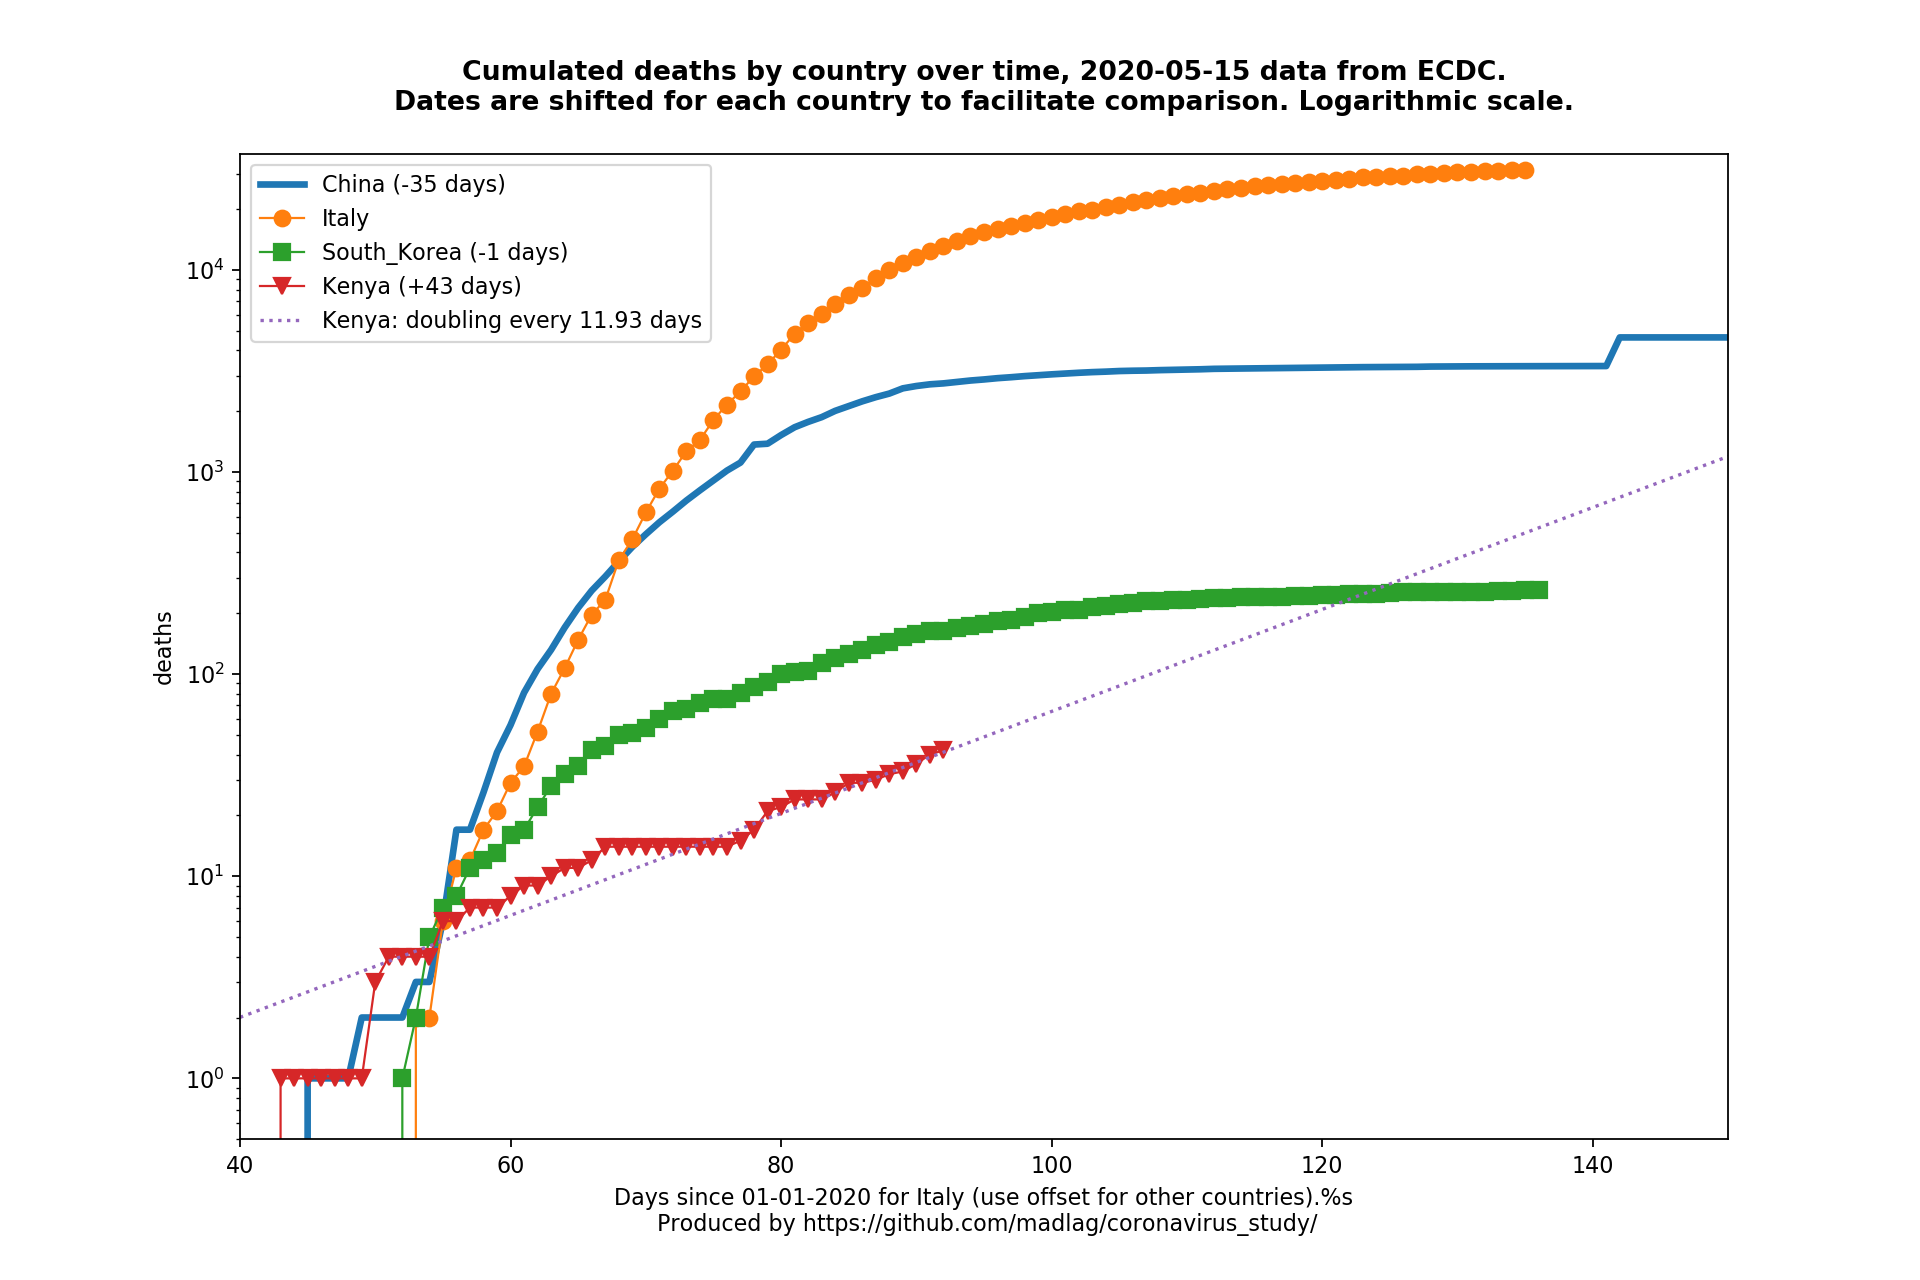 Cumulated deaths by country over time, 2020-05-15 data from ECDC.
Dates are shifted for each country to facilitate comparison. Logarithmic scale.
China (-35 days)
Italy
South_Korea (-1 days)
Kenya (+43 days)
Kenya: doubling every 11.93 days
deaths
10⁴
10³
10²
10¹
10⁰
40 60 80 100 120 140
Days since 01-01-2020 for Italy (use offset for other countries).%s
Produced by https://github.com/madlag/coronavirus_study/